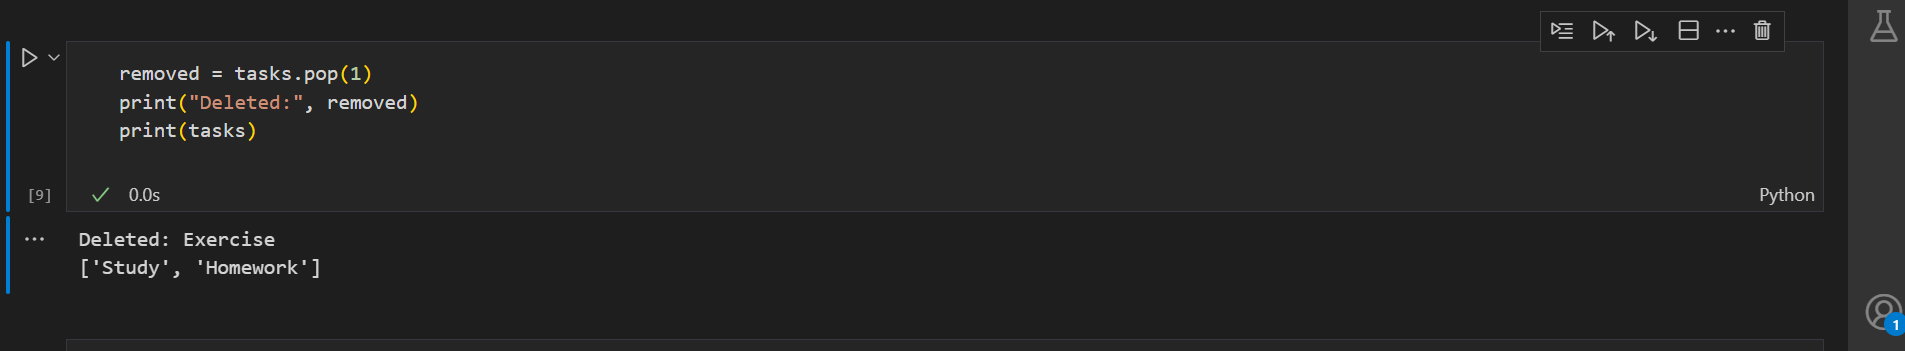 removed = tasks.pop(1)
print("Deleted:", removed)
print(tasks)
[9]
0.0s
Python
Deleted: Exercise
['Study', 'Homework']
1